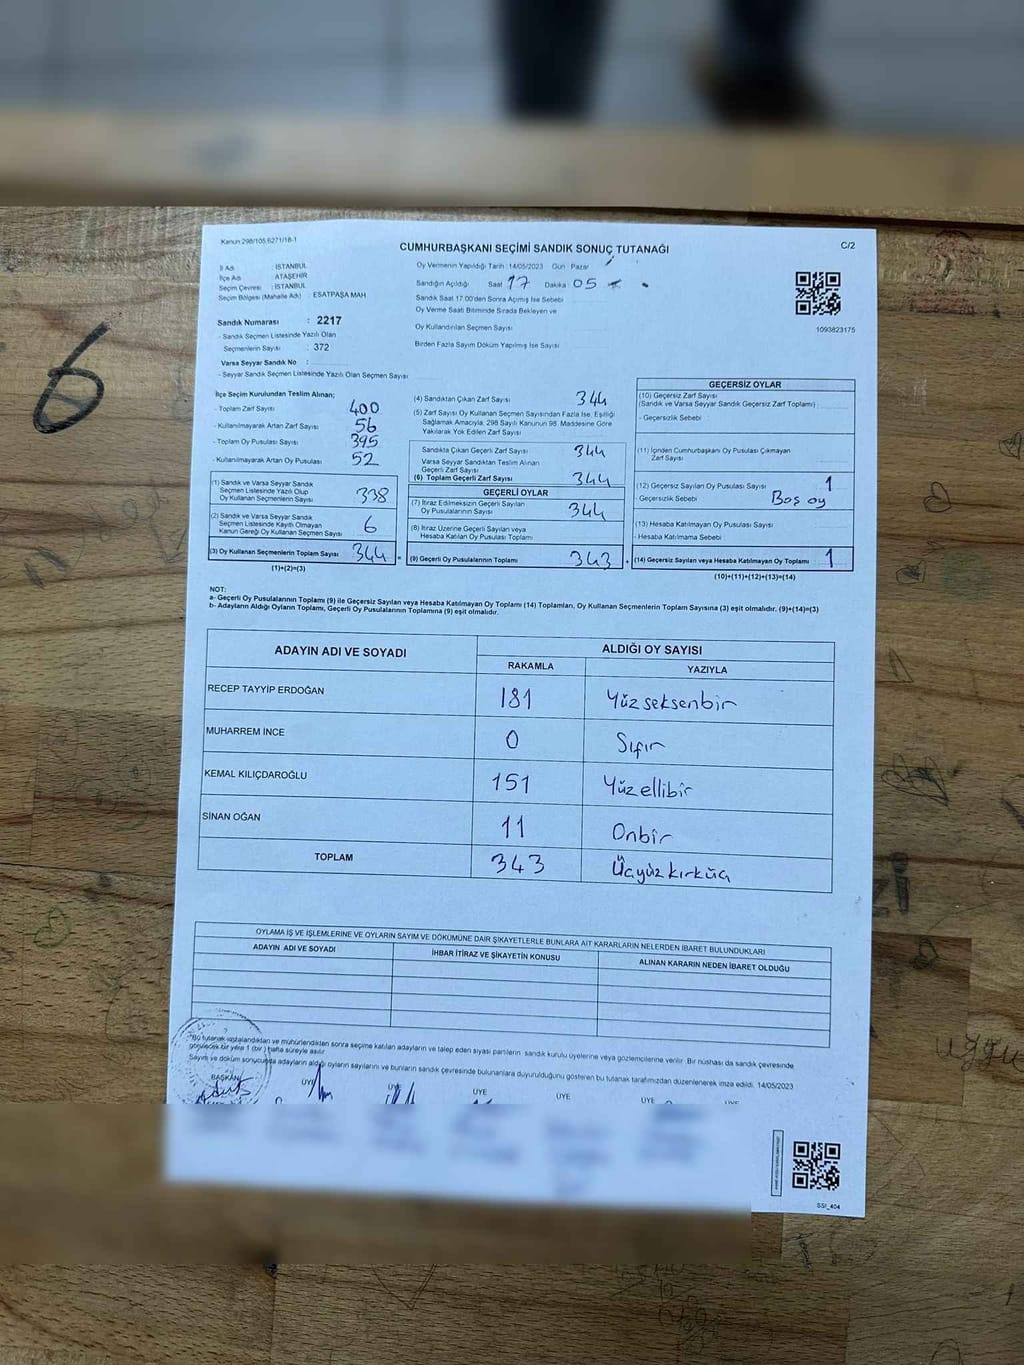 Kanun:298/105,6271/18-1
CUMHURBAŞKANI SEÇİMİ SANDIK SONUÇ TUTANAĞI
C/2
İl Adı : İSTANBUL
İlçe Adı : ATAŞEHİR
Seçim Çevresi : İSTANBUL
Seçim Bölgesi (Mahalle Adı) : ESATPAŞA MAH
Sandık Numarası : 2217
- Sandık Seçmen Listesinde Yazılı Olan
Seçmenlerin Sayısı : 372
Varsa Seyyar Sandık No :
- Seyyar Sandık Seçmen Listesinde Yazılı Olan Seçmen Sayısı
Oy Vermenin Yapıldığı Tarih :14/05/2023 Gün : Pazar
Sandığın Açıldığı Saat 17 Dakika 05
Sandık Saat 17.00'den Sonra Açımış İse Sebebi
Oy Verme Saati Bitiminde Sırada Bekleyen ve
Oy Kullandırılan Seçmen Sayısı
Birden Fazla Sayım Döküm Yapılmış İse Sayısı
1093823175
6
İlçe Seçim Kurulundan Teslim Alınan;
- Toplam Zarf Sayısı 400
- Kullanılmayarak Artan Zarf Sayısı 56
- Toplam Oy Pusulası Sayısı 395
- Kullanılmayarak Artan Oy Pusulası 52
(1) Sandık ve Varsa Seyyar Sandık
Seçmen Listesinde Yazılı Olup
Oy Kullanan Seçmenlerin Sayısı 338
(2) Sandık ve Varsa Seyyar Sandık
Seçmen Listesinde Kayıtlı Olmayan
Kanun Gereği Oy Kullanan Seçmen Sayısı 6
(3) Oy Kullanan Seçmenlerin Toplam Sayısı 344
(1)+(2)=(3)
(4) Sandıktan Çıkan Zarf Sayısı 344
(5) Zarf Sayısı Oy Kullanan Seçmen Sayısından Fazla İse, Eşitliği
Sağlamak Amacıyla, 298 Sayılı Kanunun 98. Maddesine Göre
Yakılarak Yok Edilen Zarf Sayısı
Sandıkta Çıkan Geçerli Zarf Sayısı 344
Varsa Seyyar Sandıktan Teslim Alınan
Geçerli Zarf Sayısı
(6) Toplam Geçerli Zarf Sayısı 344
GEÇERLİ OYLAR
(7) İtiraz Edilmeksizin Geçerli Sayılan
Oy Pusulalarının Sayısı 344
(8) İtiraz Üzerine Geçerli Sayılan veya
Hesaba Katılan Oy Pusulası Toplamı
(9) Geçerli Oy Pusulalarının Toplamı 343
GEÇERSİZ OYLAR
(10) Geçersiz Zarf Sayısı
(Sandık ve Varsa Seyyar Sandık Geçersiz Zarf Toplamı)
- Geçersizlik Sebebi
(11) İçinden Cumhurbaşkanı Oy Pusulası Çıkmayan
Zarf Sayısı
(12) Geçersiz Sayılan Oy Pusulası Sayısı 1
- Geçersizlik Sebebi Boş oy
(13) Hesaba Katılmayan Oy Pusulası Sayısı
- Hesaba Katılmama Sebebi
(14) Geçersiz Sayılan veya Hesaba Katılmayan Oy Toplamı 1
(10)+(11)+(12)+(13)=(14)
NOT:
a- Geçerli Oy Pusulalarının Toplamı (9) ile Geçersiz Sayılan veya Hesaba Katılmayan Oy Toplamı (14) Toplamları, Oy Kullanan Seçmenlerin Toplam Sayısına (3) eşit olmalıdır. (9)+(14)=(3)
b- Adayların Aldığı Oyların Toplamı, Geçerli Oy Pusulalarının Toplamına (9) eşit olmalıdır.
ADAYIN ADI VE SOYADI
ALDIĞI OY SAYISI
RAKAMLA YAZIYLA
RECEP TAYYİP ERDOĞAN 181 Yüzseksenbir
MUHARREM İNCE 0 Sıfır
KEMAL KILIÇDAROĞLU 151 Yüzellibir
SİNAN OĞAN 11 Onbir
TOPLAM 343 Üçyüzkırküç
OYLAMA İŞ VE İŞLEMLERİNE VE OYLARIN SAYIM VE DÖKÜMÜNE DAİR ŞİKAYETLERLE BUNLARA AİT KARARLARIN NELERDEN İBARET BULUNDUKLARI
ADAYIN ADI VE SOYADI İHBAR İTİRAZ VE ŞİKAYETİN KONUSU ALINAN KARARIN NEDEN İBARET OLDUĞU
*Bu tutanak imzalandıktan ve mühürlendikten sonra seçime katılan adayların ve talep eden siyasi partilerin sandık kurulu üyelerine veya gözlemcilerine verilir. Bir nüshası da sandık çevresinde
görülecek bir yere 1 (bir) hafta süreyle asılır.
Sayım ve döküm sonucunda adayların aldığı oyların sayılarını ve bunların sandık çevresinde bulunanlara duyurulduğunu gösteren bu tutanak tarafımızdan düzenlenerek imza edildi. 14/05/2023
BAŞKAN ÜYE ÜYE ÜYE ÜYE ÜYE ÜYE
SSİ_404